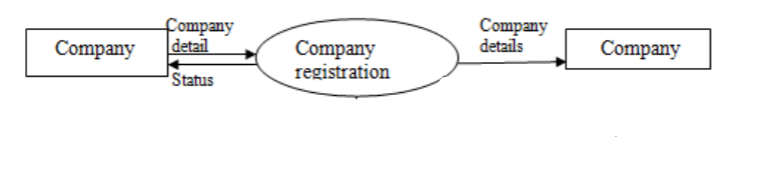 Company
Company
detail
Status
Company
registration
Company
details
Company